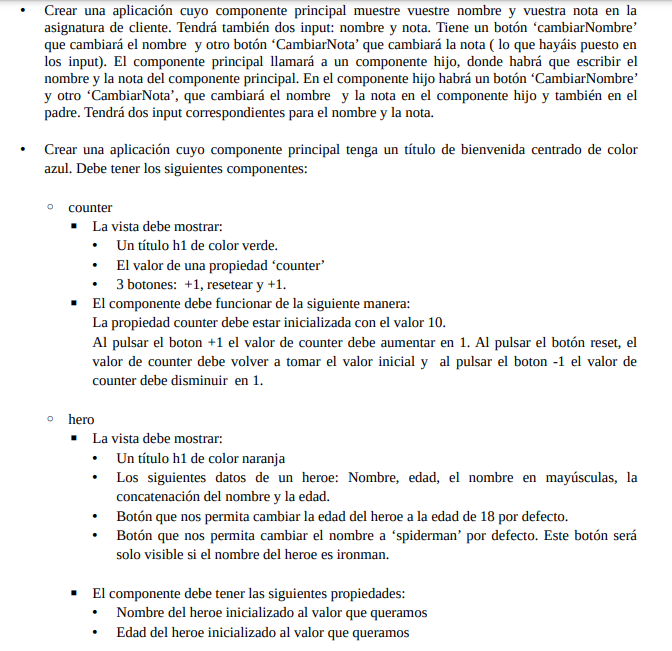 • Crear una aplicación cuyo componente principal muestre vuestre nombre y vuestra nota en la
asignatura de cliente. Tendrá también dos input: nombre y nota. Tiene un botón ‘cambiarNombre’
que cambiará el nombre y otro botón ‘CambiarNota’ que cambiará la nota ( lo que hayáis puesto en
los input). El componente principal llamará a un componente hijo, donde habrá que escribir el
nombre y la nota del componente principal. En el componente hijo habrá un botón ‘CambiarNombre’
y otro ‘CambiarNota’, que cambiará el nombre y la nota en el componente hijo y también en el
padre. Tendrá dos input correspondientes para el nombre y la nota.
• Crear una aplicación cuyo componente principal tenga un título de bienvenida centrado de color
azul. Debe tener los siguientes componentes:
○ counter
▪ La vista debe mostrar:
• Un título h1 de color verde.
• El valor de una propiedad ‘counter’
• 3 botones: +1, resetear y +1.
▪ El componente debe funcionar de la siguiente manera:
La propiedad counter debe estar inicializada con el valor 10.
Al pulsar el boton +1 el valor de counter debe aumentar en 1. Al pulsar el botón reset, el
valor de counter debe volver a tomar el valor inicial y al pulsar el boton -1 el valor de
counter debe disminuir en 1.
○ hero
▪ La vista debe mostrar:
• Un título h1 de color naranja
• Los siguientes datos de un heroe: Nombre, edad, el nombre en mayúsculas, la
concatenación del nombre y la edad.
• Botón que nos permita cambiar la edad del heroe a la edad de 18 por defecto.
• Botón que nos permita cambiar el nombre a ‘spiderman’ por defecto. Este botón será
solo visible si el nombre del heroe es ironman.
▪ El componente debe tener las siguientes propiedades:
• Nombre del heroe inicializado al valor que queramos
• Edad del heroe inicializado al valor que queramos